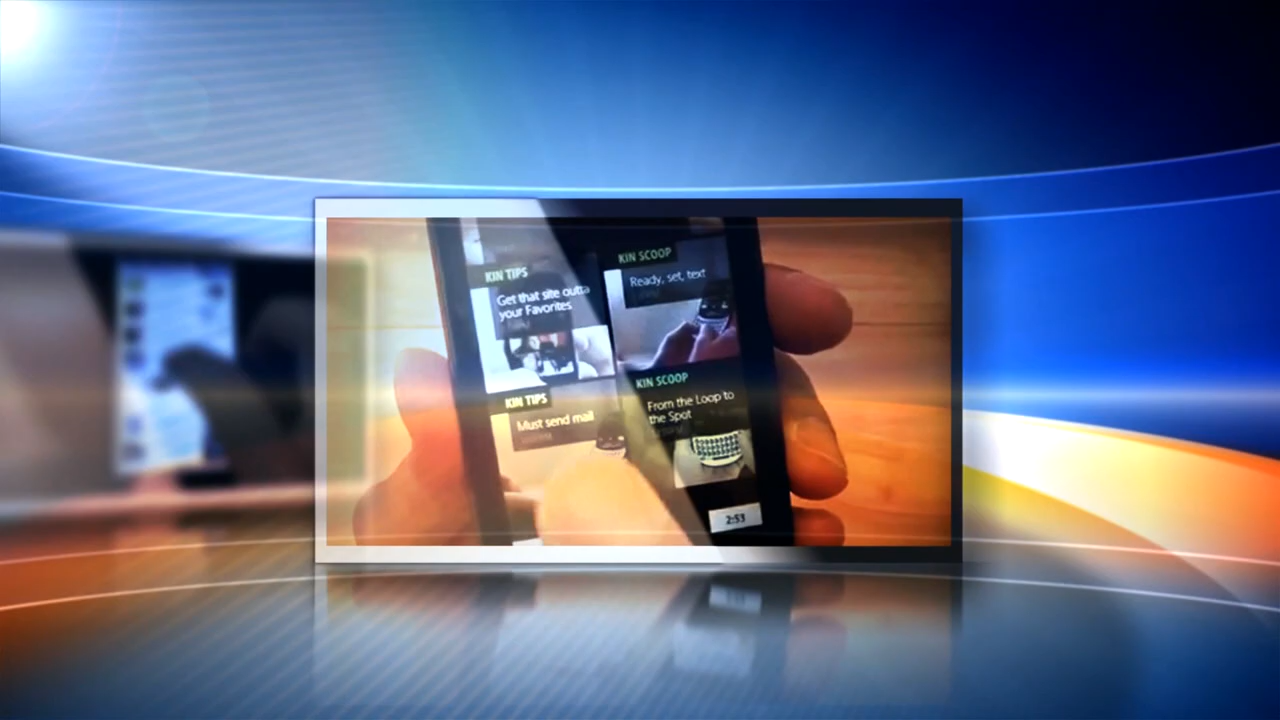 KIN TIPS
Get that site outta
your Favorites
KIN TIPS
Must send mail
KIN SCOOP
Ready, set, text
KIN SCOOP
From the Loop to
the Spot
2:53